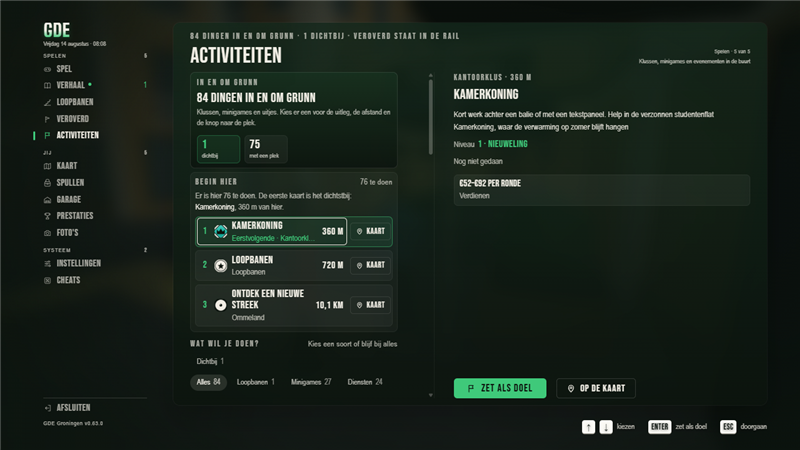 GDE
Vrijdag 14 augustus · 08:08
SPELEN 5
SPEL
VERHAAL 1
LOOPBANEN
VEROVERD
ACTIVITEITEN
JIJ 5
KAART
SPULLEN
GARAGE
PRESTATIES
FOTO'S
SYSTEEM 2
INSTELLINGEN
CHEATS
AFSLUITEN
GDE Groningen v0.63.0
84 DINGEN IN EN OM GRUNN · 1 DICHTBIJ · VEROVERD STAAT IN DE RAIL
ACTIVITEITEN
Spelen · 5 van 5
Klussen, minigames en evenementen in de buurt
IN EN OM GRUNN
84 DINGEN IN EN OM GRUNN
Klussen, minigames en uitjes. Kies er een voor de uitleg, de afstand en
de knop naar de plek.
1
dichtbij
75
met een plek
BEGIN HIER 76 te doen
Er is hier 76 te doen. De eerste kaart is het dichtstbij:
Kamerkoning, 360 m van hier.
1 KAMERKONING 360 M KAART
Eerstvolgende · Kantoorkl...
2 LOOPBANEN 720 M KAART
Loopbanen
3 ONTDEK EEN NIEUWE
STREEK 10,1 KM KAART
Ommeland
WAT WIL JE DOEN? Kies een soort of blijf bij alles
Dichtbij 1
Alles 84 Loopbanen 1 Minigames 27 Diensten 24
KANTOORKLUS · 360 M
KAMERKONING
Kort werk achter een balie of met een tekstpaneel. Help in de verzonnen studentenflat
Kamerkoning, waar de verwarming op zomer blijft hangen
Niveau 1 · NIEUWELING
Nog niet gedaan
€52–€92 PER RONDE
Verdienen
ZET ALS DOEL
OP DE KAART
↑ ↓ kiezen ENTER zet als doel ESC doorgaan